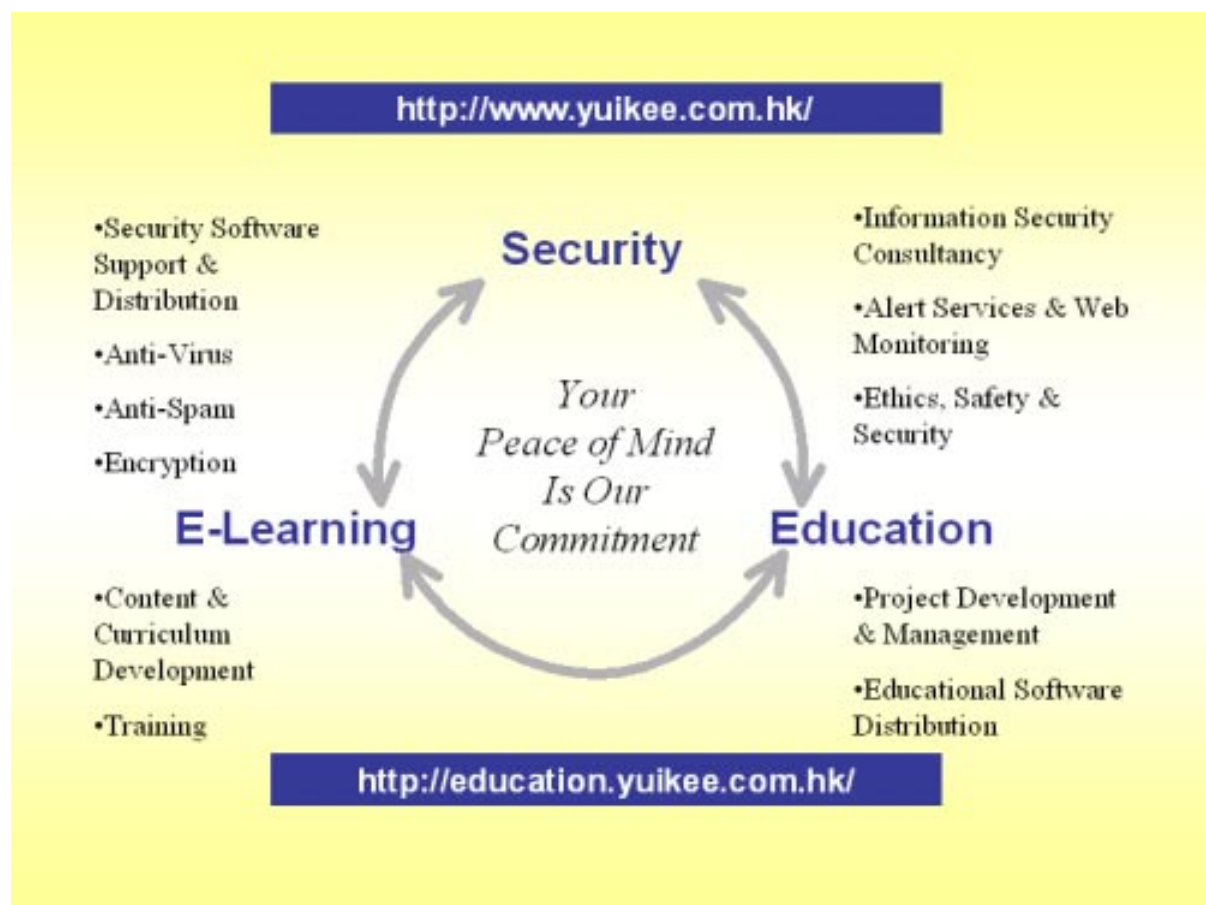 http://www.yuikee.com.hk/
•Security Software
Support &
Distribution
•Anti-Virus
•Anti-Spam
•Encryption
Security
•Information Security
Consultancy
•Alert Services & Web
Monitoring
•Ethics, Safety &
Security
Your
Peace of Mind
Is Our
Commitment
E-Learning
Education
•Content &
Curriculum
Development
•Training
•Project Development
& Management
•Educational Software
Distribution
http://education.yuikee.com.hk/